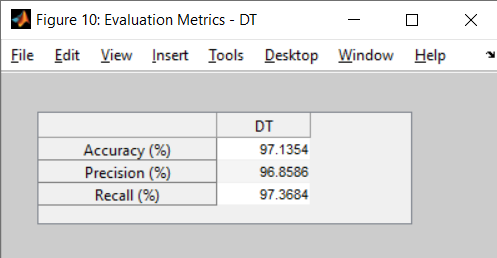 Figure 10: Evaluation Metrics - DT
File Edit View Insert Tools Desktop Window Help
DT
Accuracy (%) 97.1354
Precision (%) 96.8586
Recall (%) 97.3684